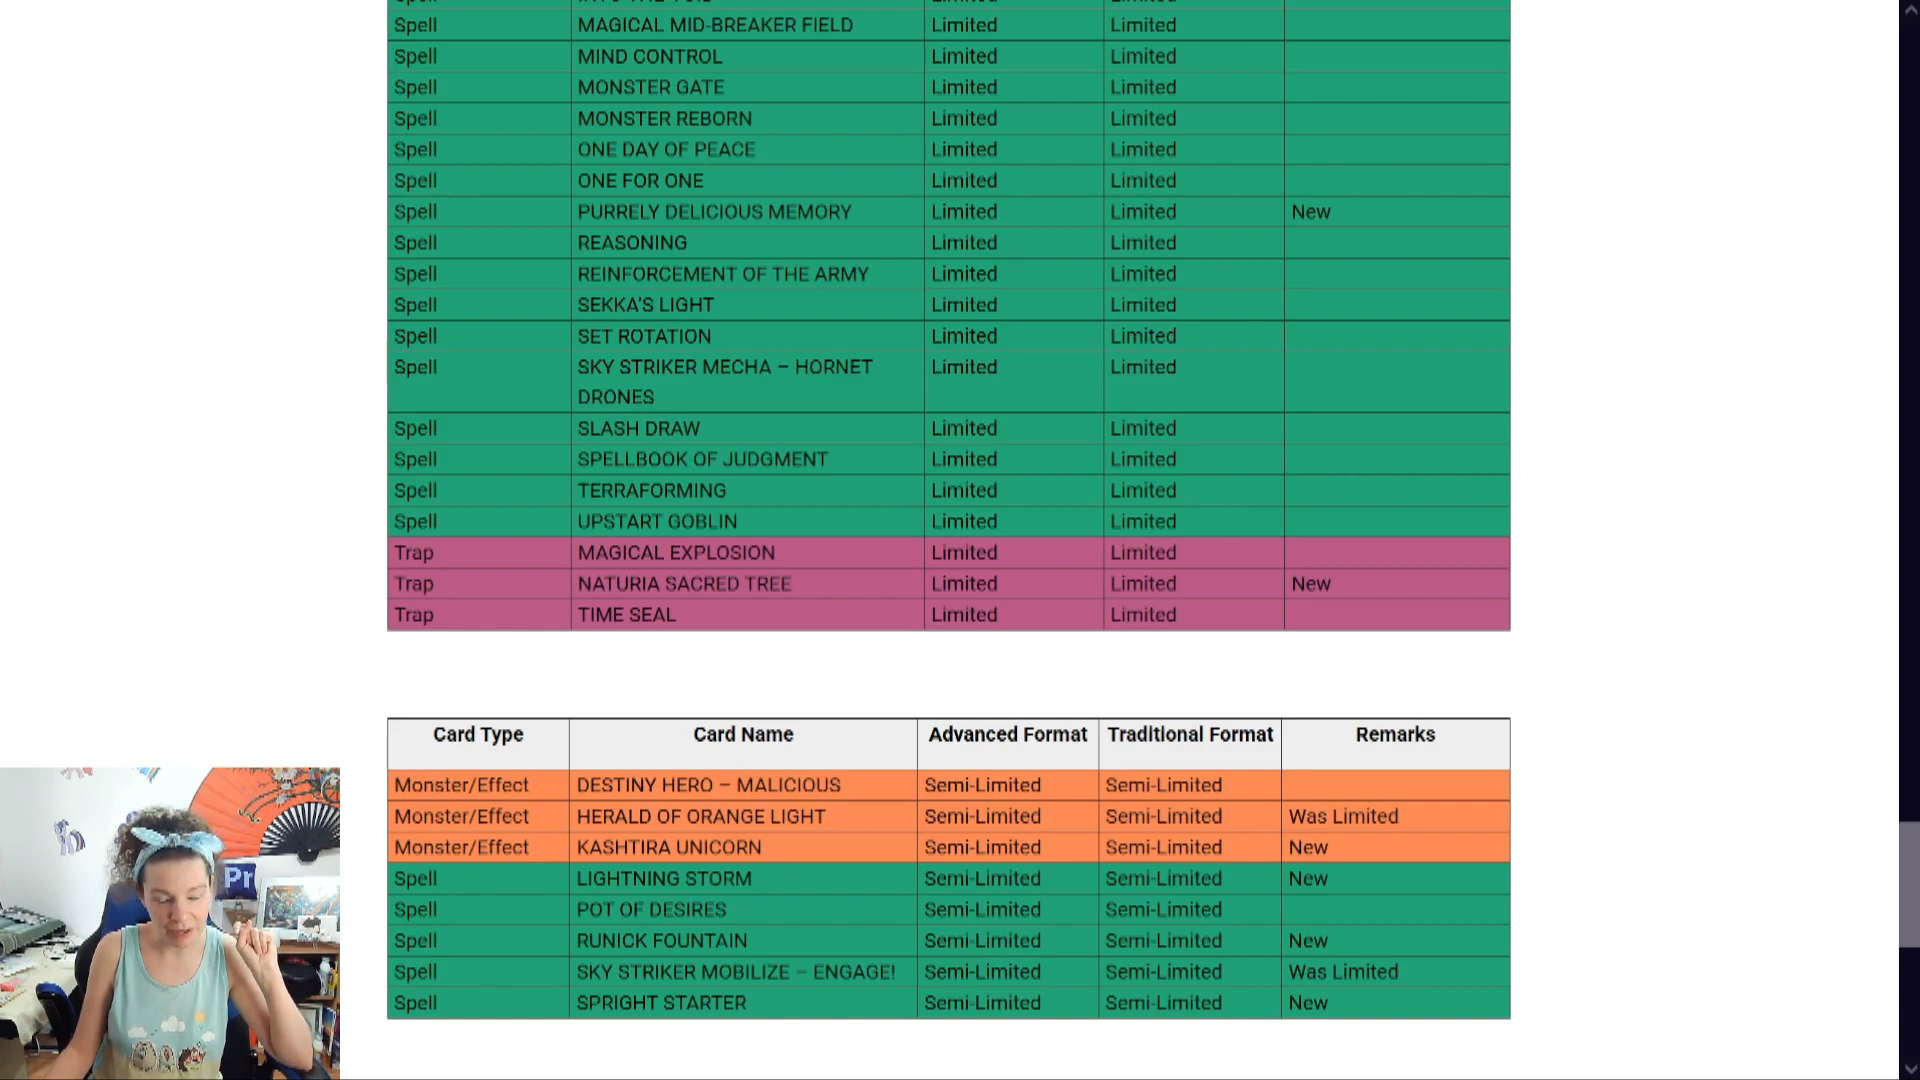 Spell MAGICAL MID-BREAKER FIELD Limited Limited
Spell MIND CONTROL Limited Limited
Spell MONSTER GATE Limited Limited
Spell MONSTER REBORN Limited Limited
Spell ONE DAY OF PEACE Limited Limited
Spell ONE FOR ONE Limited Limited
Spell PURRELY DELICIOUS MEMORY Limited Limited New
Spell REASONING Limited Limited
Spell REINFORCEMENT OF THE ARMY Limited Limited
Spell SEKKA'S LIGHT Limited Limited
Spell SET ROTATION Limited Limited
Spell SKY STRIKER MECHA – HORNET Limited Limited
DRONES
Spell SLASH DRAW Limited Limited
Spell SPELLBOOK OF JUDGMENT Limited Limited
Spell TERRAFORMING Limited Limited
Spell UPSTART GOBLIN Limited Limited
Trap MAGICAL EXPLOSION Limited Limited
Trap NATURIA SACRED TREE Limited Limited New
Trap TIME SEAL Limited Limited
Card Type Card Name Advanced Format Traditional Format Remarks
Monster/Effect DESTINY HERO – MALICIOUS Semi-Limited Semi-Limited
Monster/Effect HERALD OF ORANGE LIGHT Semi-Limited Semi-Limited Was Limited
Monster/Effect KASHTIRA UNICORN Semi-Limited Semi-Limited New
Spell LIGHTNING STORM Semi-Limited Semi-Limited New
Spell POT OF DESIRES Semi-Limited Semi-Limited
Spell RUNICK FOUNTAIN Semi-Limited Semi-Limited New
Spell SKY STRIKER MOBILIZE – ENGAGE! Semi-Limited Semi-Limited Was Limited
Spell SPRIGHT STARTER Semi-Limited Semi-Limited New
Pr